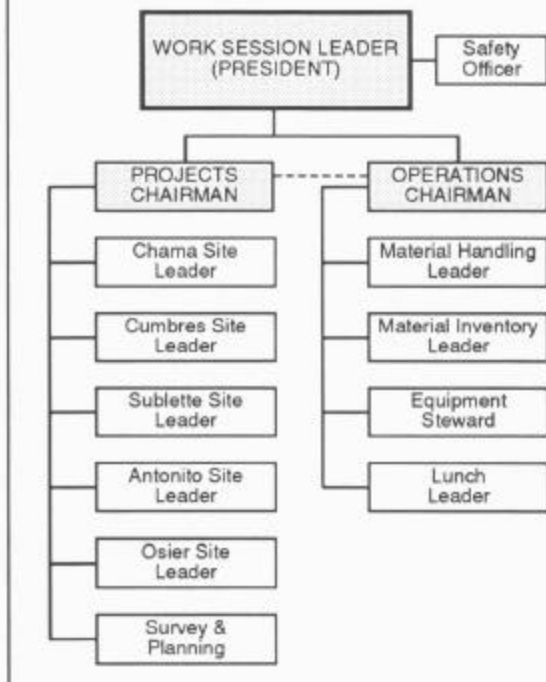 WORK SESSION LEADER
(PRESIDENT)
Safety
Officer
PROJECTS
CHAIRMAN
OPERATIONS
CHAIRMAN
Chama Site
Leader
Cumbres Site
Leader
Sublette Site
Leader
Antonito Site
Leader
Osier Site
Leader
Survey &
Planning
Material Handling
Leader
Material Inventory
Leader
Equipment
Steward
Lunch
Leader